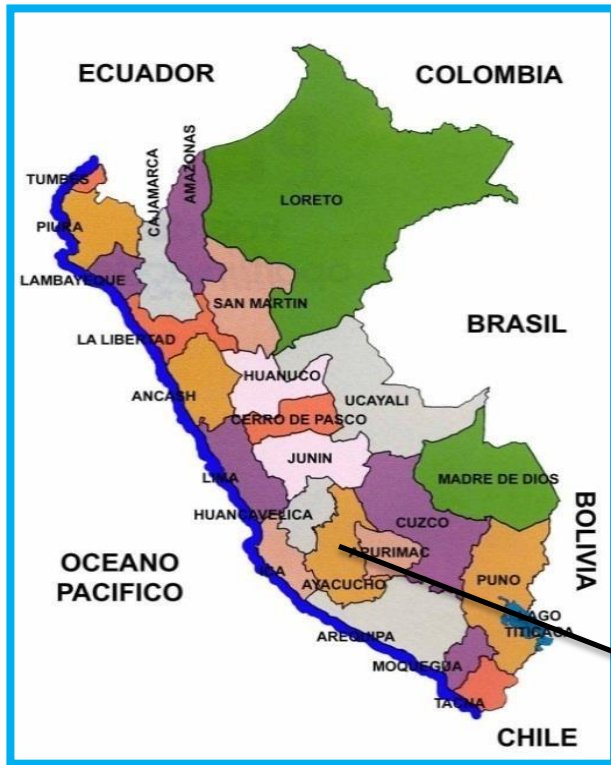 ECUADOR
COLOMBIA
TUMBES
PIURA
CAJAMARCA
AMAZONAS
LORETO
LAMBAYEQUE
SAN MARTIN
LA LIBERTAD
BRASIL
HUANUCO
ANCASH
UCAYALI
CERRO DE PASCO
JUNIN
LIMA
MADRE DE DIOS
HUANCAVELICA
CUZCO
BOLIVIA
APURIMAC
OCEANO
PACIFICO
ICA
AYACUCHO
PUNO
AGO
TITICACA
AREQUIPA
MOQUEGUA
TACNA
CHILE